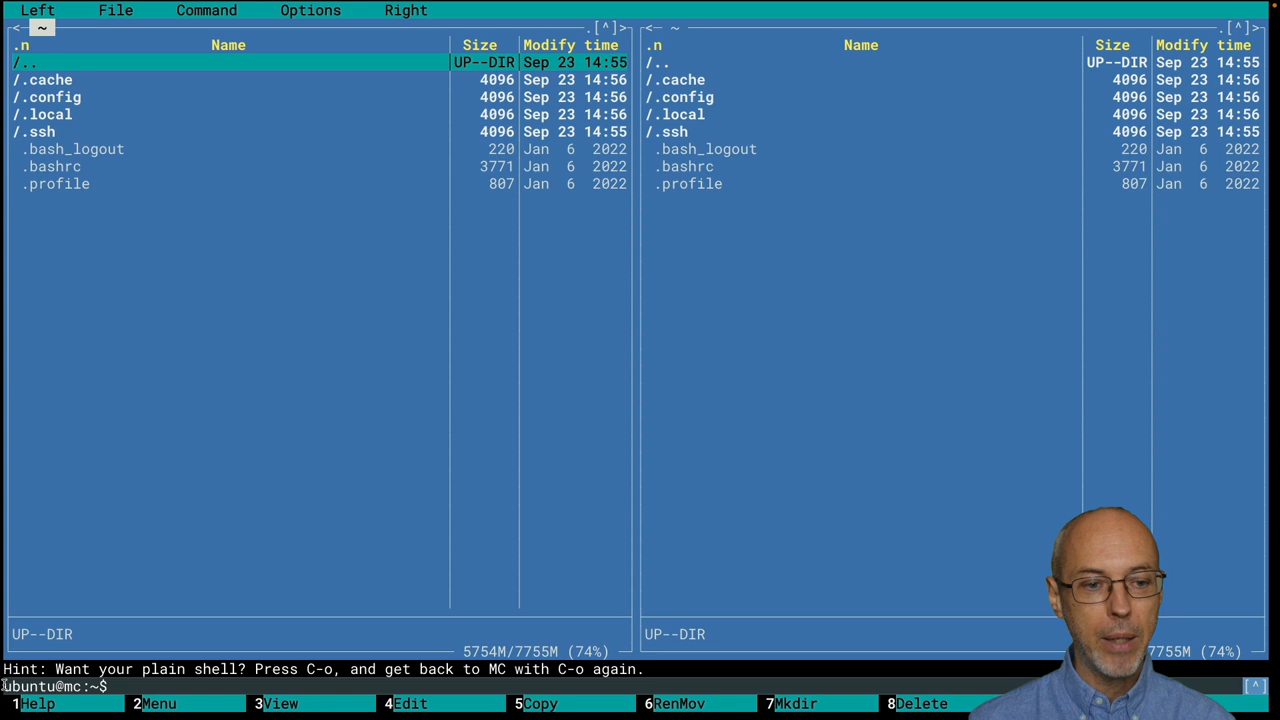 Left File Command Options Right
<─ ~ .[^]> <─ ~ .[^]>
.n Name Size Modify time .n Name Size Modify time
/.. UP--DIR Sep 23 14:55 /.. UP--DIR Sep 23 14:55
/.cache 4096 Sep 23 14:56 /.cache 4096 Sep 23 14:56
/.config 4096 Sep 23 14:56 /.config 4096 Sep 23 14:56
/.local 4096 Sep 23 14:56 /.local 4096 Sep 23 14:56
/.ssh 4096 Sep 23 14:55 /.ssh 4096 Sep 23 14:55
.bash_logout 220 Jan 6 2022 .bash_logout 220 Jan 6 2022
.bashrc 3771 Jan 6 2022 .bashrc 3771 Jan 6 2022
.profile 807 Jan 6 2022 .profile 807 Jan 6 2022
UP--DIR UP--DIR
5754M/7755M (74%) 7755M (74%)
Hint: Want your plain shell? Press C-o, and get back to MC with C-o again.
ubuntu@mc:~$ [^]
1Help 2Menu 3View 4Edit 5Copy 6RenMov 7Mkdir 8Delete